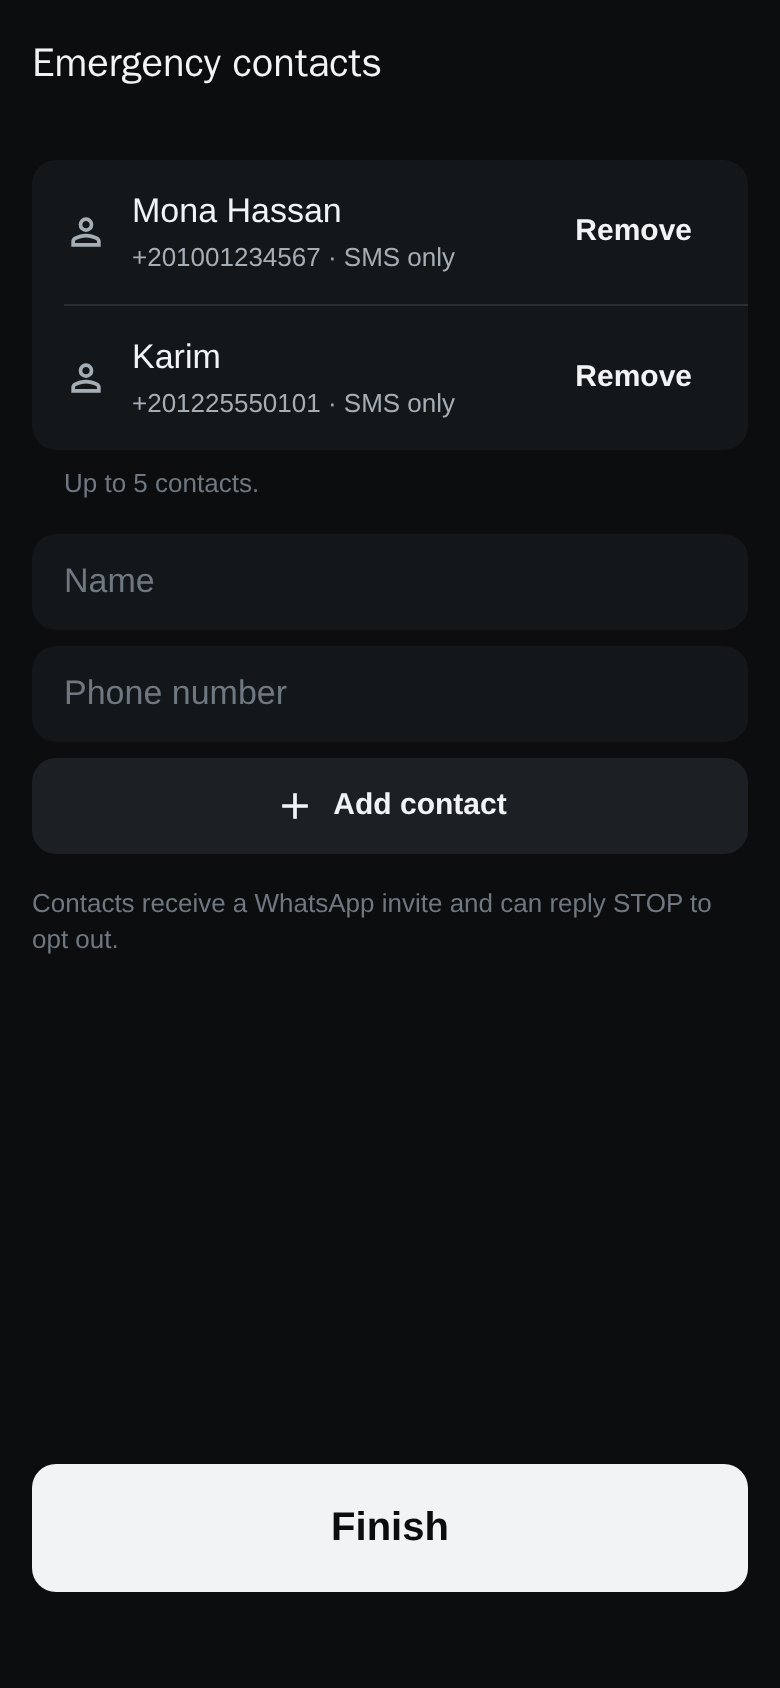 Emergency contacts
Mona Hassan
+201001234567 · SMS only
Remove
Karim
+201225550101 · SMS only
Remove
Up to 5 contacts.
Name
Phone number
Add contact
Contacts receive a WhatsApp invite and can reply STOP to
opt out.
Finish